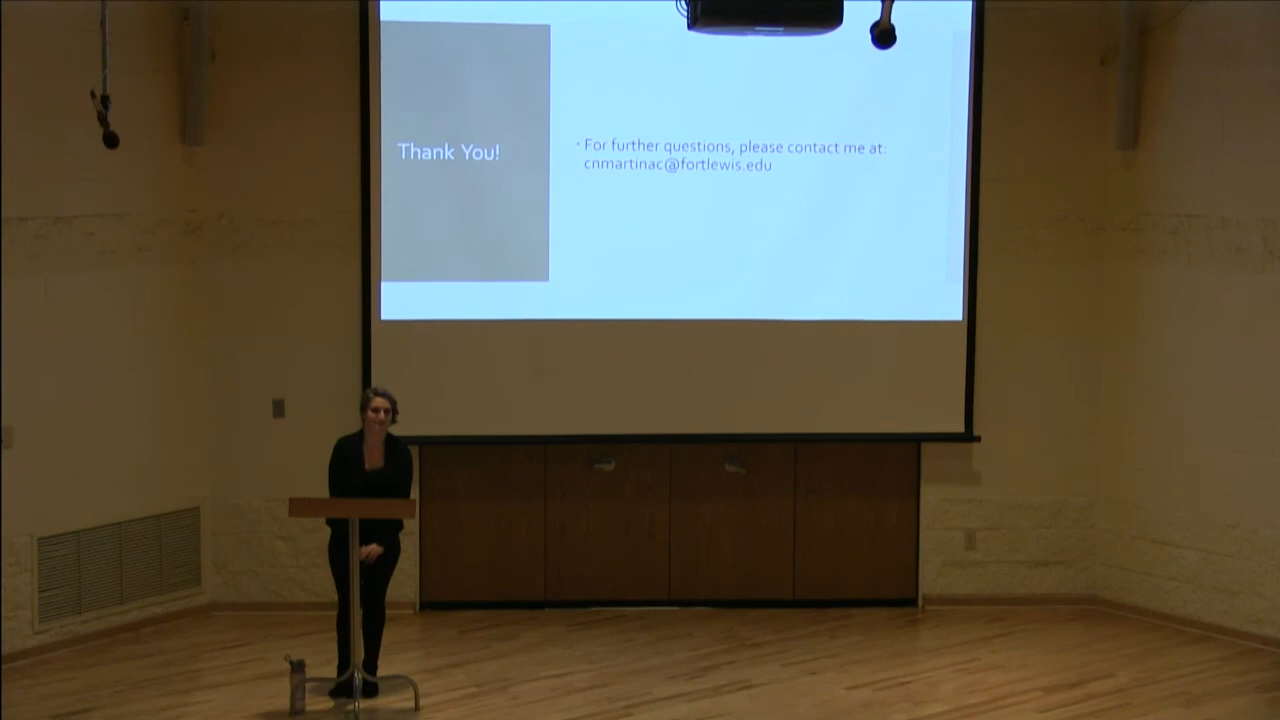 Thank You!
· For further questions, please contact me at:
cnmartinac@fortlewis.edu